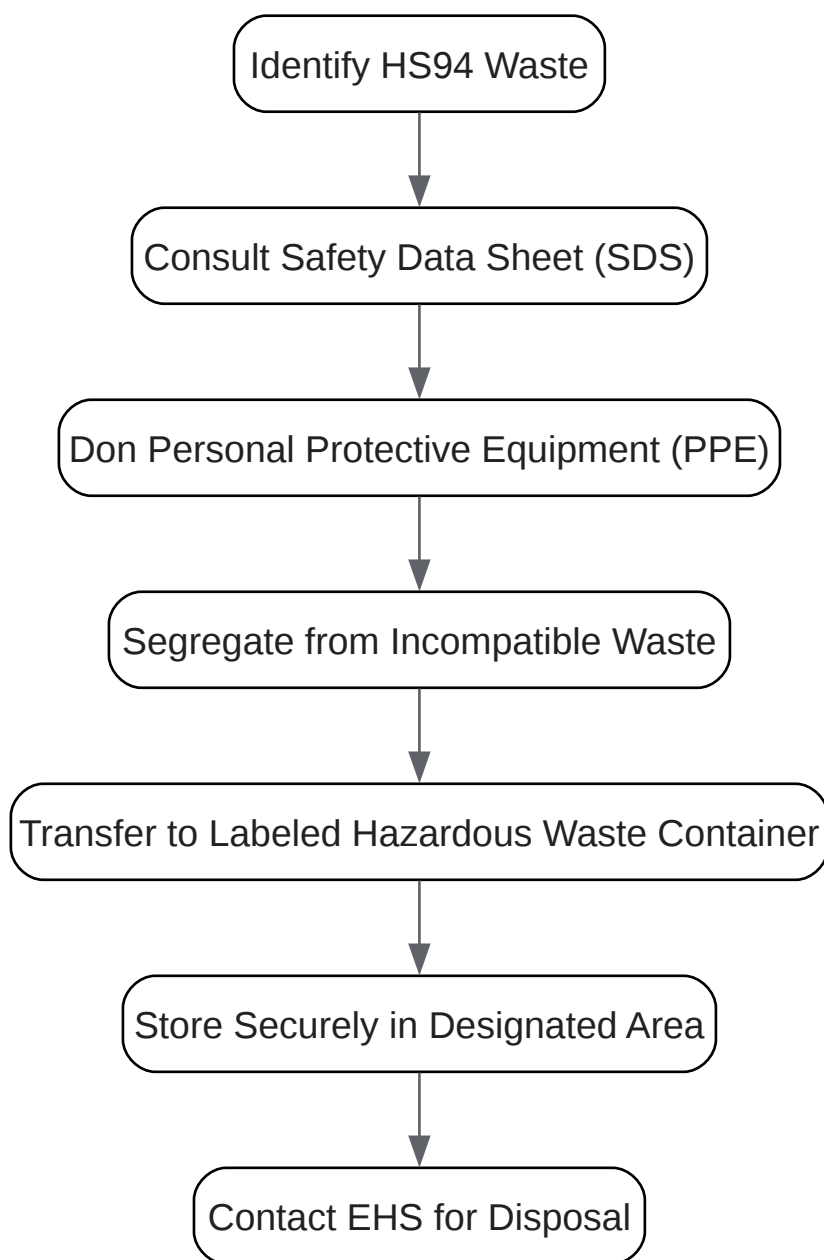 Identify HS94 Waste
Consult Safety Data Sheet (SDS)
Don Personal Protective Equipment (PPE)
Segregate from Incompatible Waste
Transfer to Labeled Hazardous Waste Container
Store Securely in Designated Area
Contact EHS for Disposal